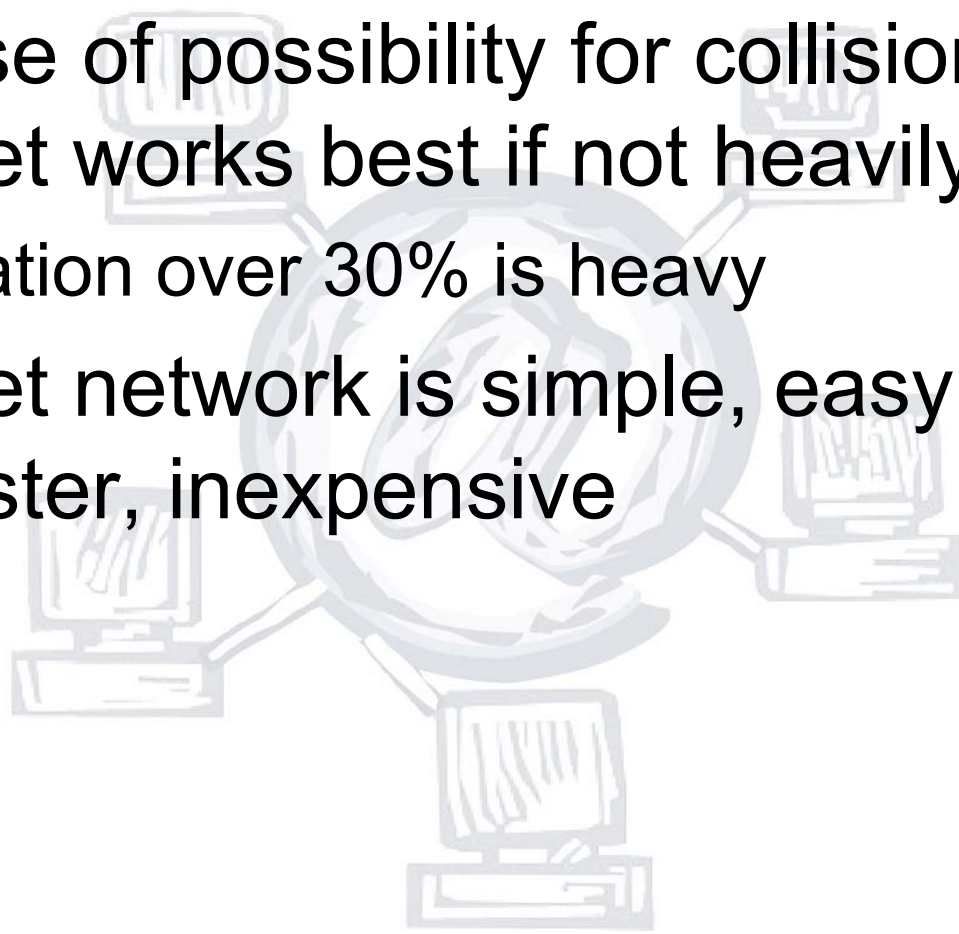 se of possibility for collision
et works best if not heavily
ation over 30% is heavy
et network is simple, easy
ster, inexpensive